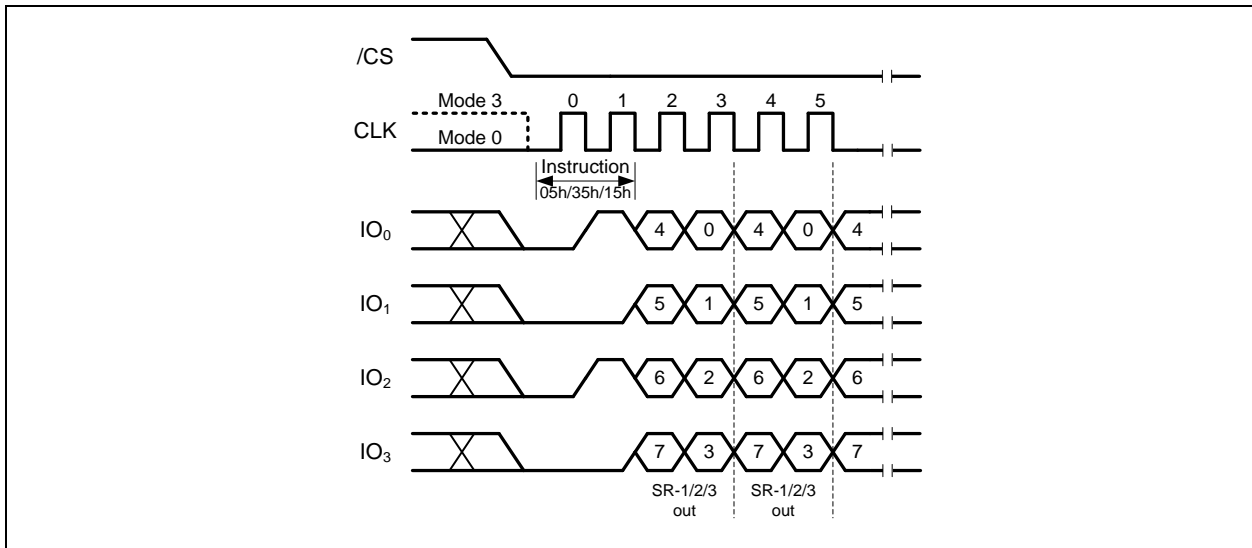 /CS
Mode 3 0 1 2 3 4 5
CLK Mode 0
Instruction
05h/35h/15h
IO₀ 4 0 4 0 4
IO₁ 5 1 5 1 5
IO₂ 6 2 6 2 6
IO₃ 7 3 7 3 7
SR-1/2/3 SR-1/2/3
out out